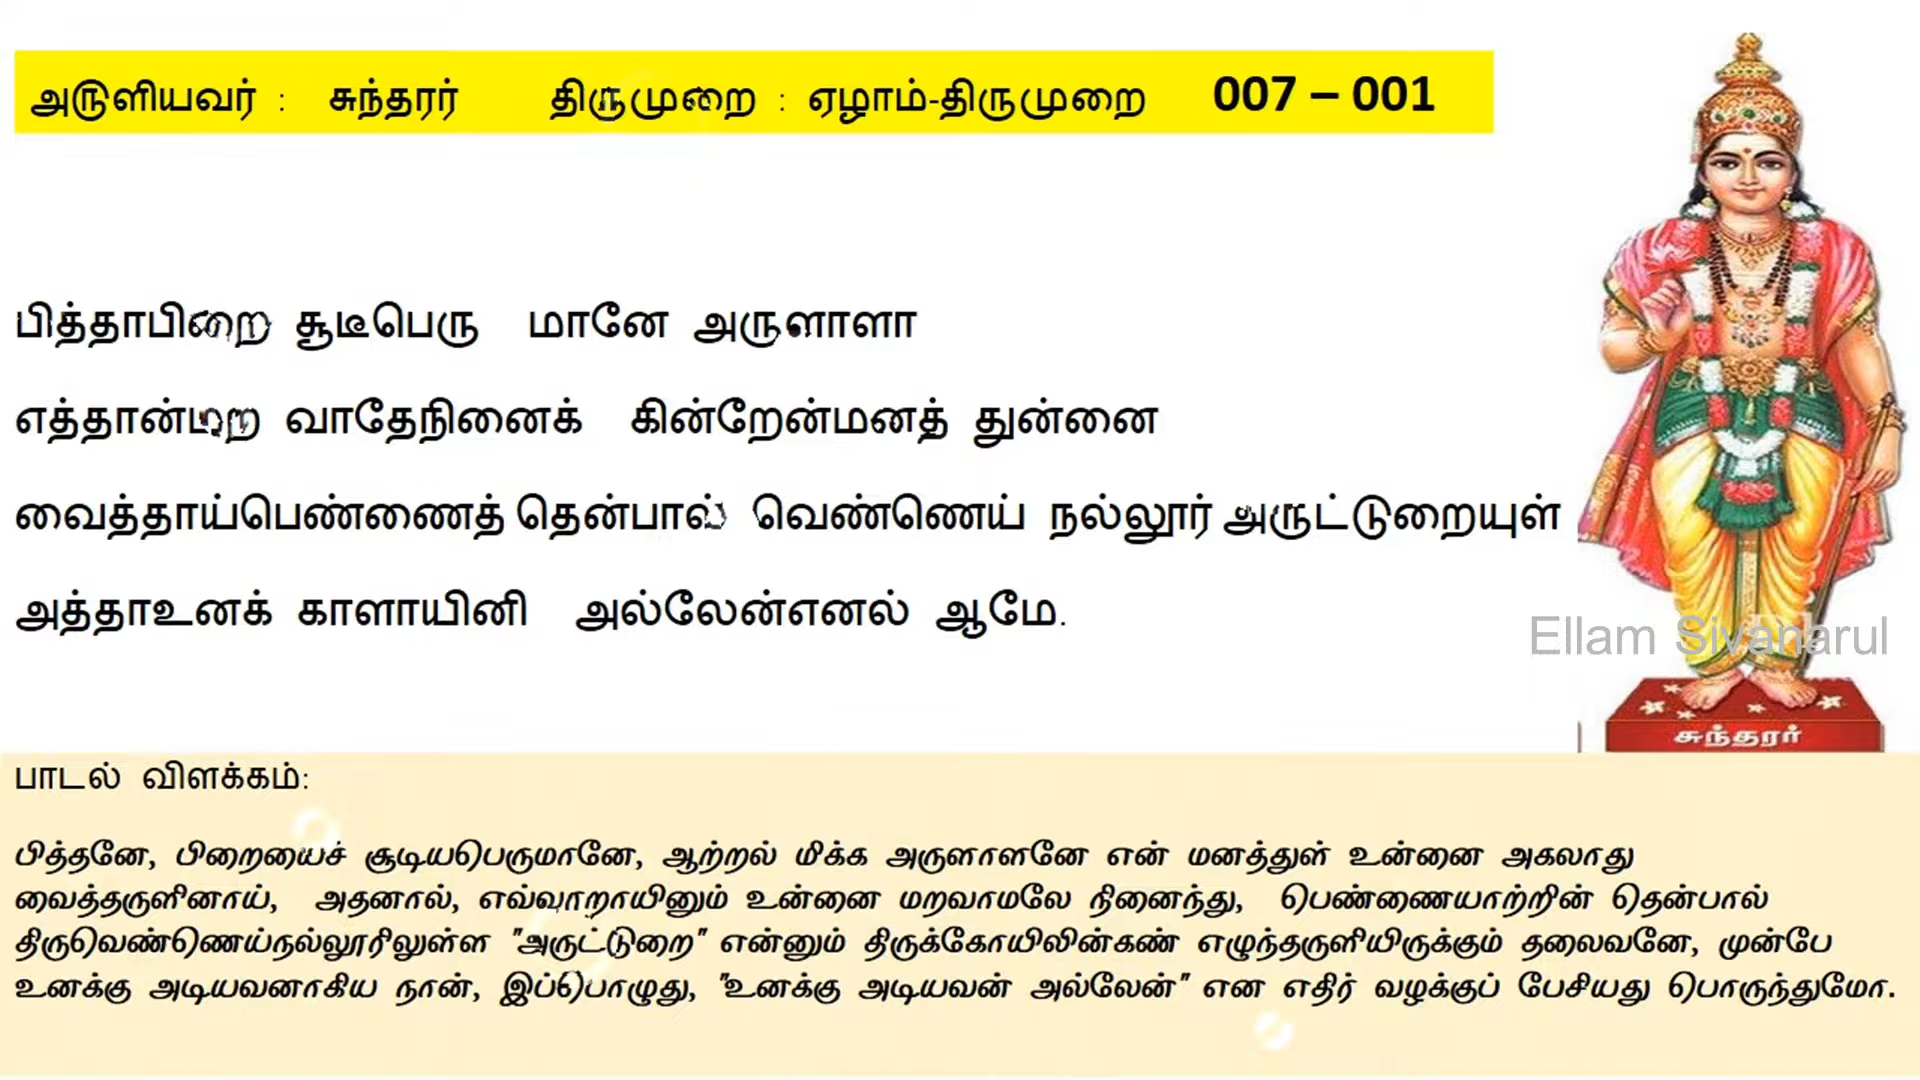 அருளியவர் : சுந்தரர் திருமுறை : ஏழாம்-திருமுறை 007 – 001
பித்தாபிறை சூடீபெரு மானே அருளாளா
எத்தான்மற வாதேநினைக் கின்றேன்மனத் துன்னை
வைத்தாய்பெண்ணைத் தென்பால் வெண்ணெய் நல்லூர் அருட்டுறையுள்
அத்தாஉனக் காளாயினி அல்லேன்எனல் ஆமே.
Ellam Sivanarul
சுந்தரர்
பாடல் விளக்கம்:
பித்தனே, பிறையைச் சூடியபெருமானே, ஆற்றல் மிக்க அருளாளனே என் மனத்துள் உன்னை அகலாது
வைத்தருளினாய், அதனால், எவ்வாறாயினும் உன்னை மறவாமலே நினைந்து, பெண்ணையாற்றின் தென்பால்
திருவெண்ணெய்நல்லூரிலுள்ள "அருட்டுறை" என்னும் திருக்கோயிலின்கண் எழுந்தருளியிருக்கும் தலைவனே, முன்பே
உனக்கு அடியவனாகிய நான், இப்பொழுது, "உனக்கு அடியவன் அல்லேன்" என எதிர் வழக்குப் பேசியது பொருந்துமோ.